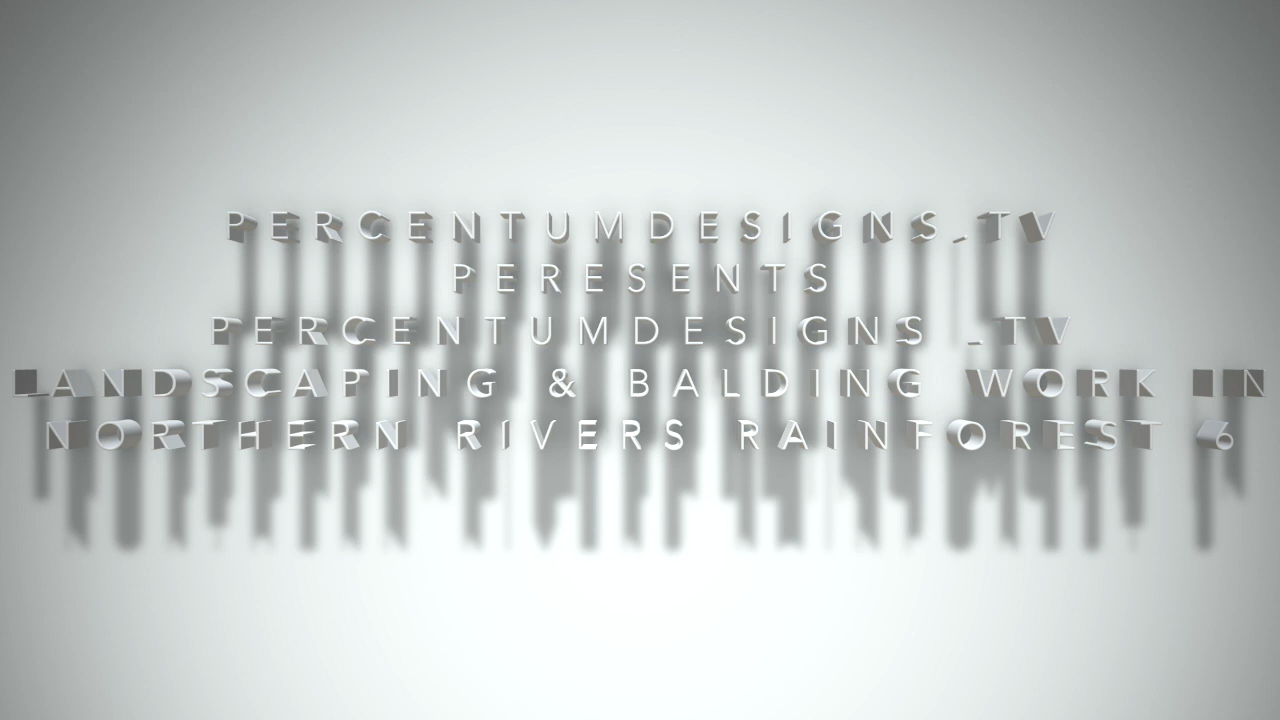 PERCENTUMDESIGNS.TV
PERESENTS
PERCENTUMDESIGNS .TV
LANDSCAPING & BALDING WORK IN
NORTHERN RIVERS RAINFOREST 6